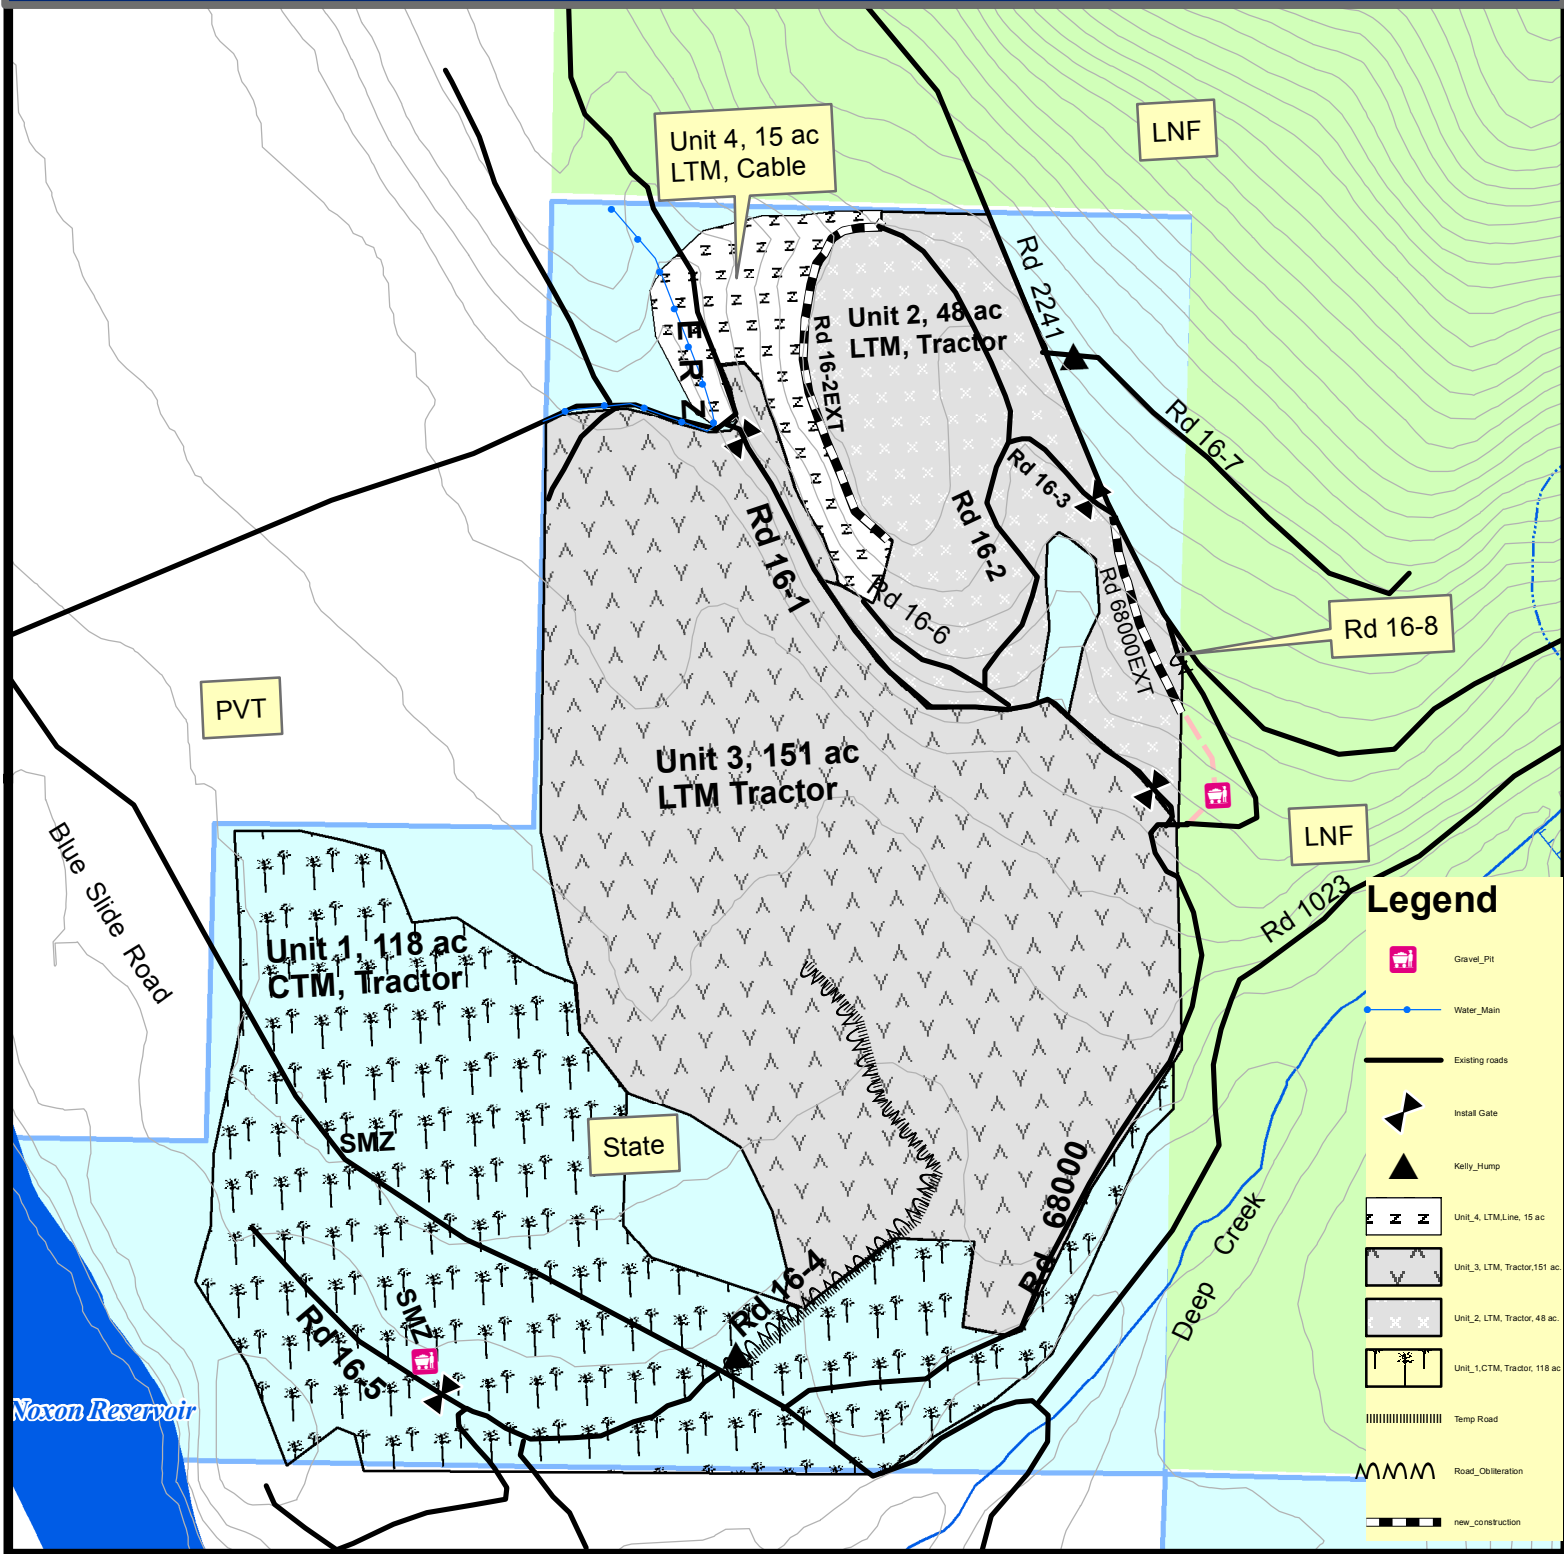 Unit 4, 15 ac
LTM, Cable
LNF
Rd 2241
E R Z
Rd 16-2EXT
Unit 2, 48 ac
LTM, Tractor
Rd 16-7
Rd 16-3
Rd 16-2
Rd 16-1
Rd 16-6
Rd 68000EXT
Rd 16-8
PVT
Unit 3, 151 ac
LTM Tractor
LNF
Blue Slide Road
Rd 1023
Unit 1, 118 ac
CTM, Tractor
SMZ
State
Rd 68000
Deep Creek
Rd 16-4
SMZ
Rd 16-5
Noxon Reservoir
Legend
Gravel_Pit
Water_Main
Existing roads
Install Gate
Kelly_Hump
Unit_4, LTM,Line, 15 ac
Unit_3, LTM, Tractor,151 ac.
Unit_2, LTM, Tractor, 48 ac.
Unit_1,CTM, Tractor, 118 ac
Temp Road
Road_Obliteration
new_construction